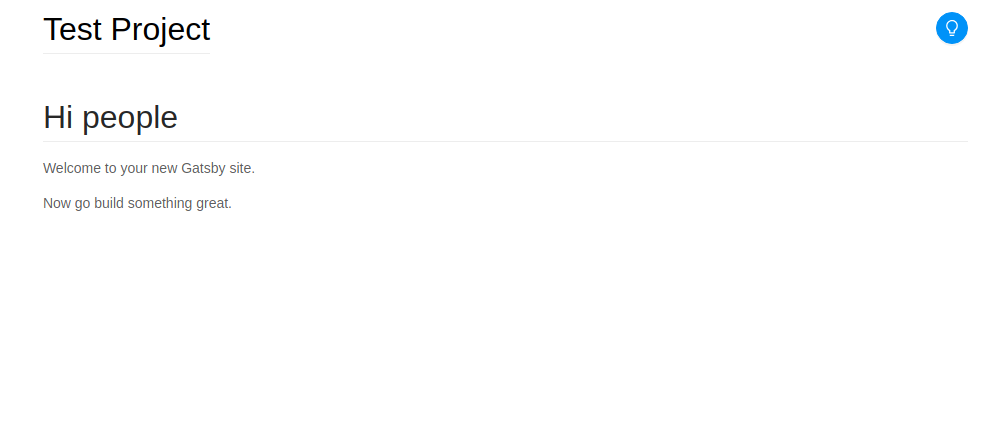 Test Project
Hi people
Welcome to your new Gatsby site.
Now go build something great.